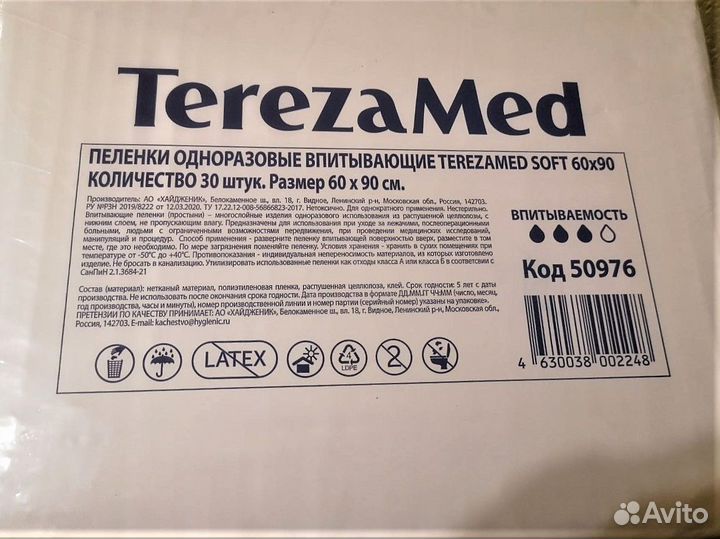 TerezaMed
ПЕЛЕНКИ ОДНОРАЗОВЫЕ ВПИТЫВАЮЩИЕ TEREZAMED SOFT 60х90
КОЛИЧЕСТВО 30 штук. Размер 60 х 90 см.
Производитель: АО «ХАЙДЖЕНИК», Белокаменное ш., вл. 18, г. Видное, Ленинский р-н, Московская обл., Россия, 142703.
РУ №РЗН 2019/8222 от 12.03.2020. ТУ 17.22.12-008-56866823-2017. Нетоксично. Для однократного применения. Нестерильно.
Впитывающие пеленки (простыни) – многослойные изделия одноразового использования из распушенной целлюлозы, с
нижним слоем, не пропускающим влагу. Предназначены для использования при уходе за лежачими, послеоперационными
больными, людьми с ограниченными возможностями передвижения, при проведении медицинских исследований,
манипуляций и процедур. Способ применения - разверните пеленку впитывающей поверхностью вверх, разместите в том
месте, где это необходимо. По мере загрязнения поменяйте пеленку. Условия хранения - хранить в сухих помещениях при
температуре от -50°С до +40°С. Противопоказания - индивидуальная непереносимость материалов, из которых изготовлено
изделие. Не бросать в канализацию. Утилизировать использованные пеленки как отходы класса А или класса Б в соответствии с
СанПиН 2.1.3684-21
Состав (материал): нетканый материал, полиэтиленовая пленка, распушенная целлюлоза, клей. Срок годности: 5 лет с даты
производства. Не использовать после окончания срока годности. Дата производства в формате ДД.ММ.ГГ ЧЧ:ММ (число, месяц,
год производства, часы и минуты), номер производственной линии и номер партии (серийный номер) указаны на упаковке».
ПРЕТЕНЗИИ ПО КАЧЕСТВУ ПРИНИМАЕТ: АО «ХАЙДЖЕНИК», Белокаменное ш., вл. 18, г. Видное, Ленинский р-н, Московская обл.,
Россия, 142703. E-mail: kachestvo@hygienic.ru
ВПИТЫВАЕМОСТЬ
Код 50976
LATEX
4
LDPE
2
4 630038 002248
Avito